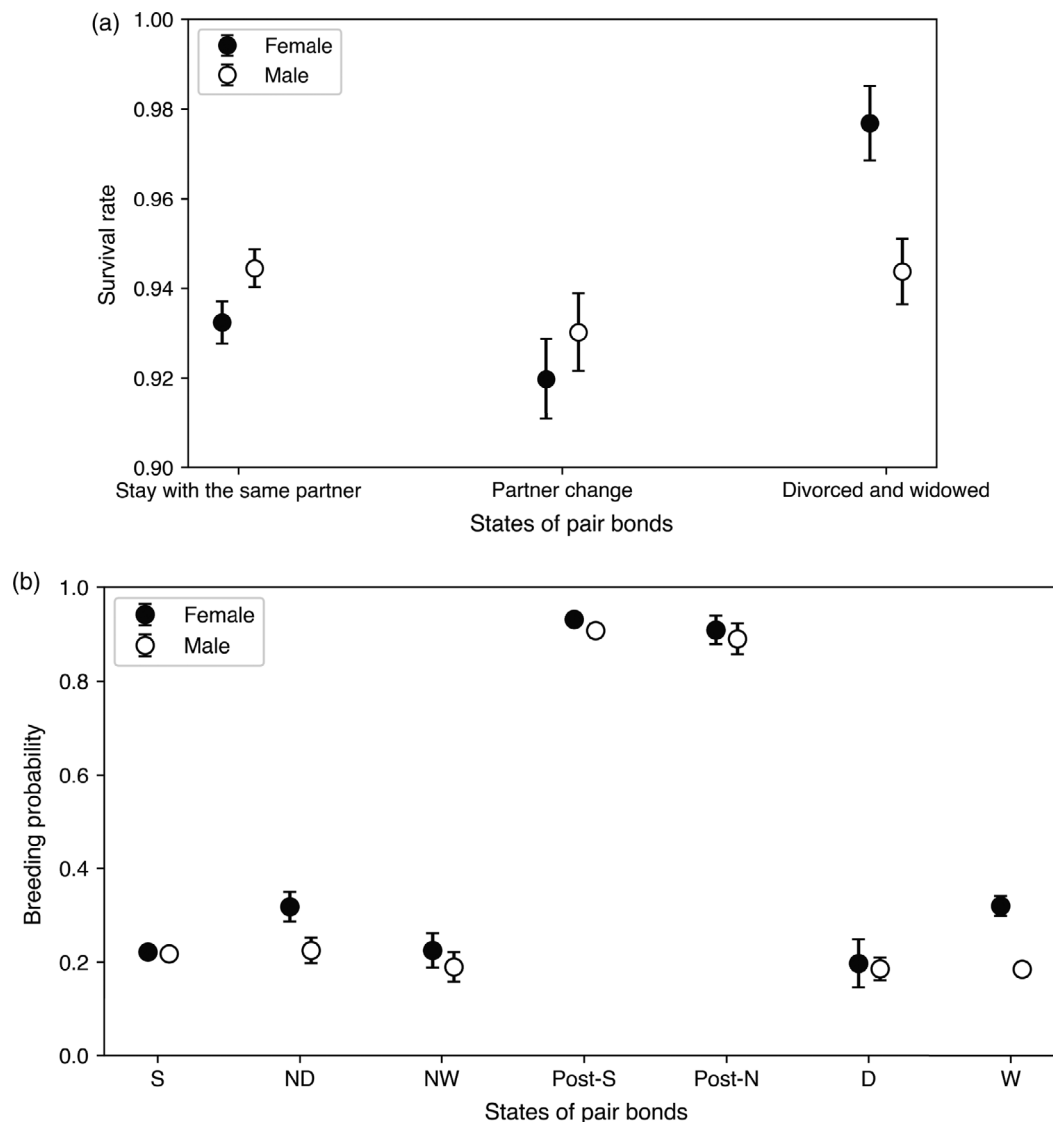 (a)
Female
Male
1.00
0.98
0.96
0.94
0.92
0.90
Survival rate
Stay with the same partner
Partner change
Divorced and widowed
States of pair bonds
(b)
Female
Male
1.0
0.8
0.6
0.4
0.2
0.0
Breeding probability
S
ND
NW
Post-S
Post-N
D
W
States of pair bonds